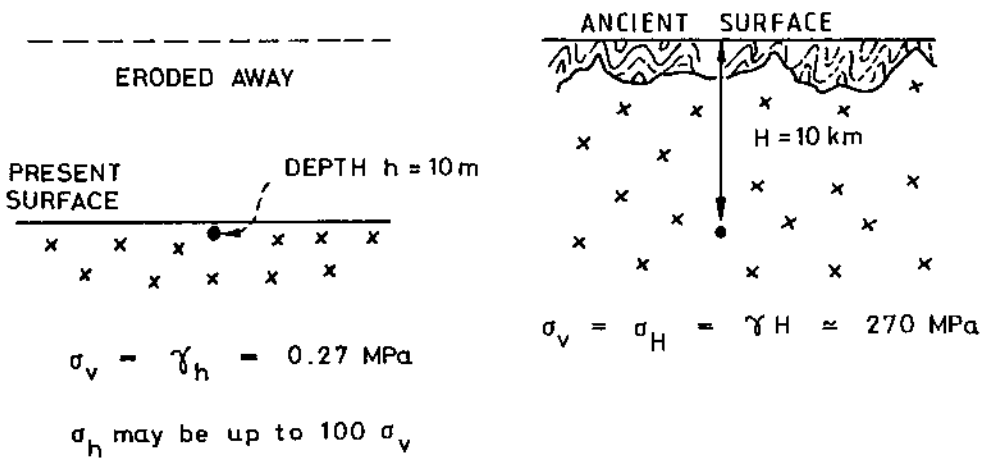 ERODED AWAY
PRESENT
SURFACE
DEPTH h = 10 m
σv = γh = 0.27 MPa
σh may be up to 100 σv
ANCIENT SURFACE
H = 10 km
σv = σH = γH ≃ 270 MPa